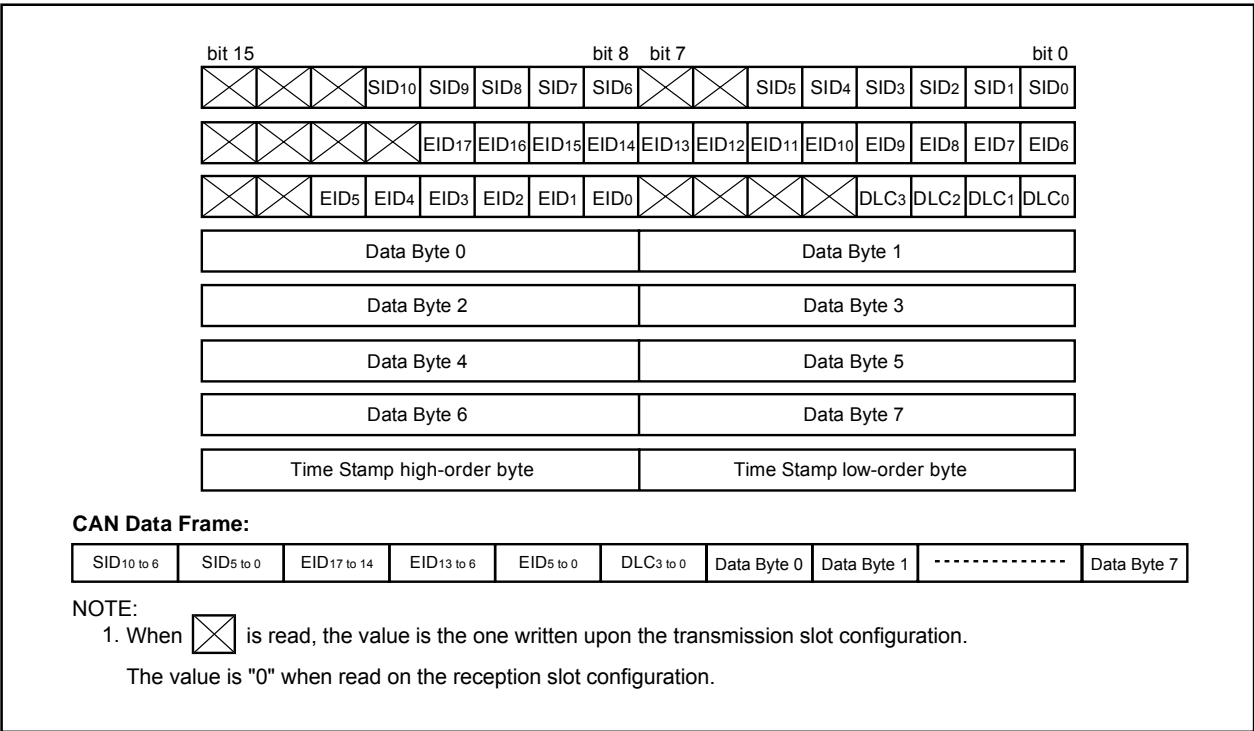 bit 15 bit 8 bit 7 bit 0
SID10 SID9 SID8 SID7 SID6 SID5 SID4 SID3 SID2 SID1 SID0
EID17 EID16 EID15 EID14 EID13 EID12 EID11 EID10 EID9 EID8 EID7 EID6
EID5 EID4 EID3 EID2 EID1 EID0 DLC3 DLC2 DLC1 DLC0
Data Byte 0 Data Byte 1
Data Byte 2 Data Byte 3
Data Byte 4 Data Byte 5
Data Byte 6 Data Byte 7
Time Stamp high-order byte Time Stamp low-order byte
CAN Data Frame:
SID10 to 6 SID5 to 0 EID17 to 14 EID13 to 6 EID5 to 0 DLC3 to 0 Data Byte 0 Data Byte 1 --------------- Data Byte 7
NOTE:
1. When is read, the value is the one written upon the transmission slot configuration.
The value is "0" when read on the reception slot configuration.